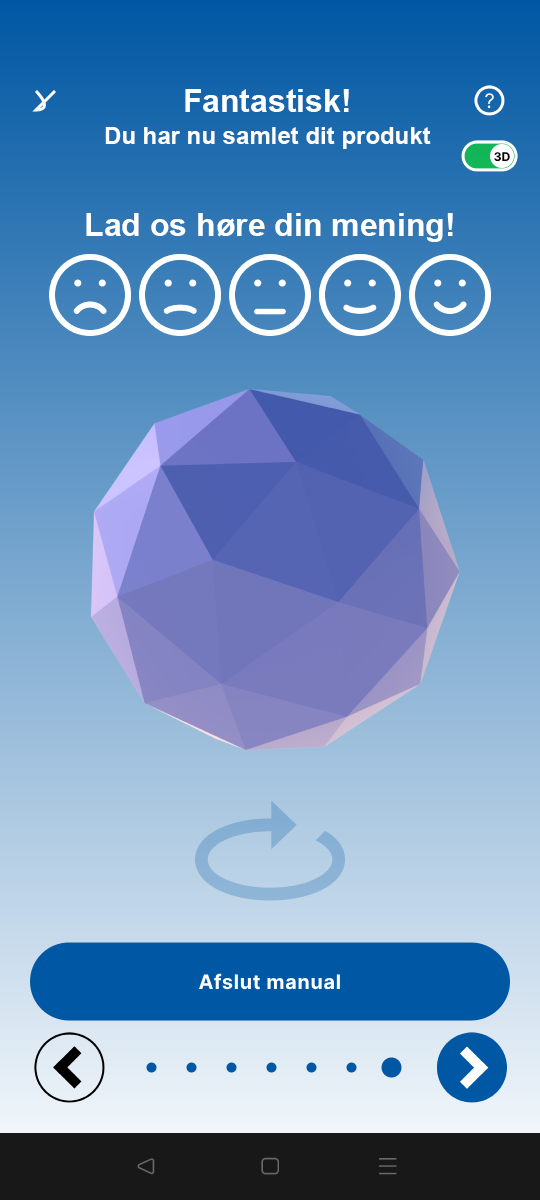 Fantastisk!
?
Du har nu samlet dit produkt
3D
Lad os høre din mening!
Afslut manual